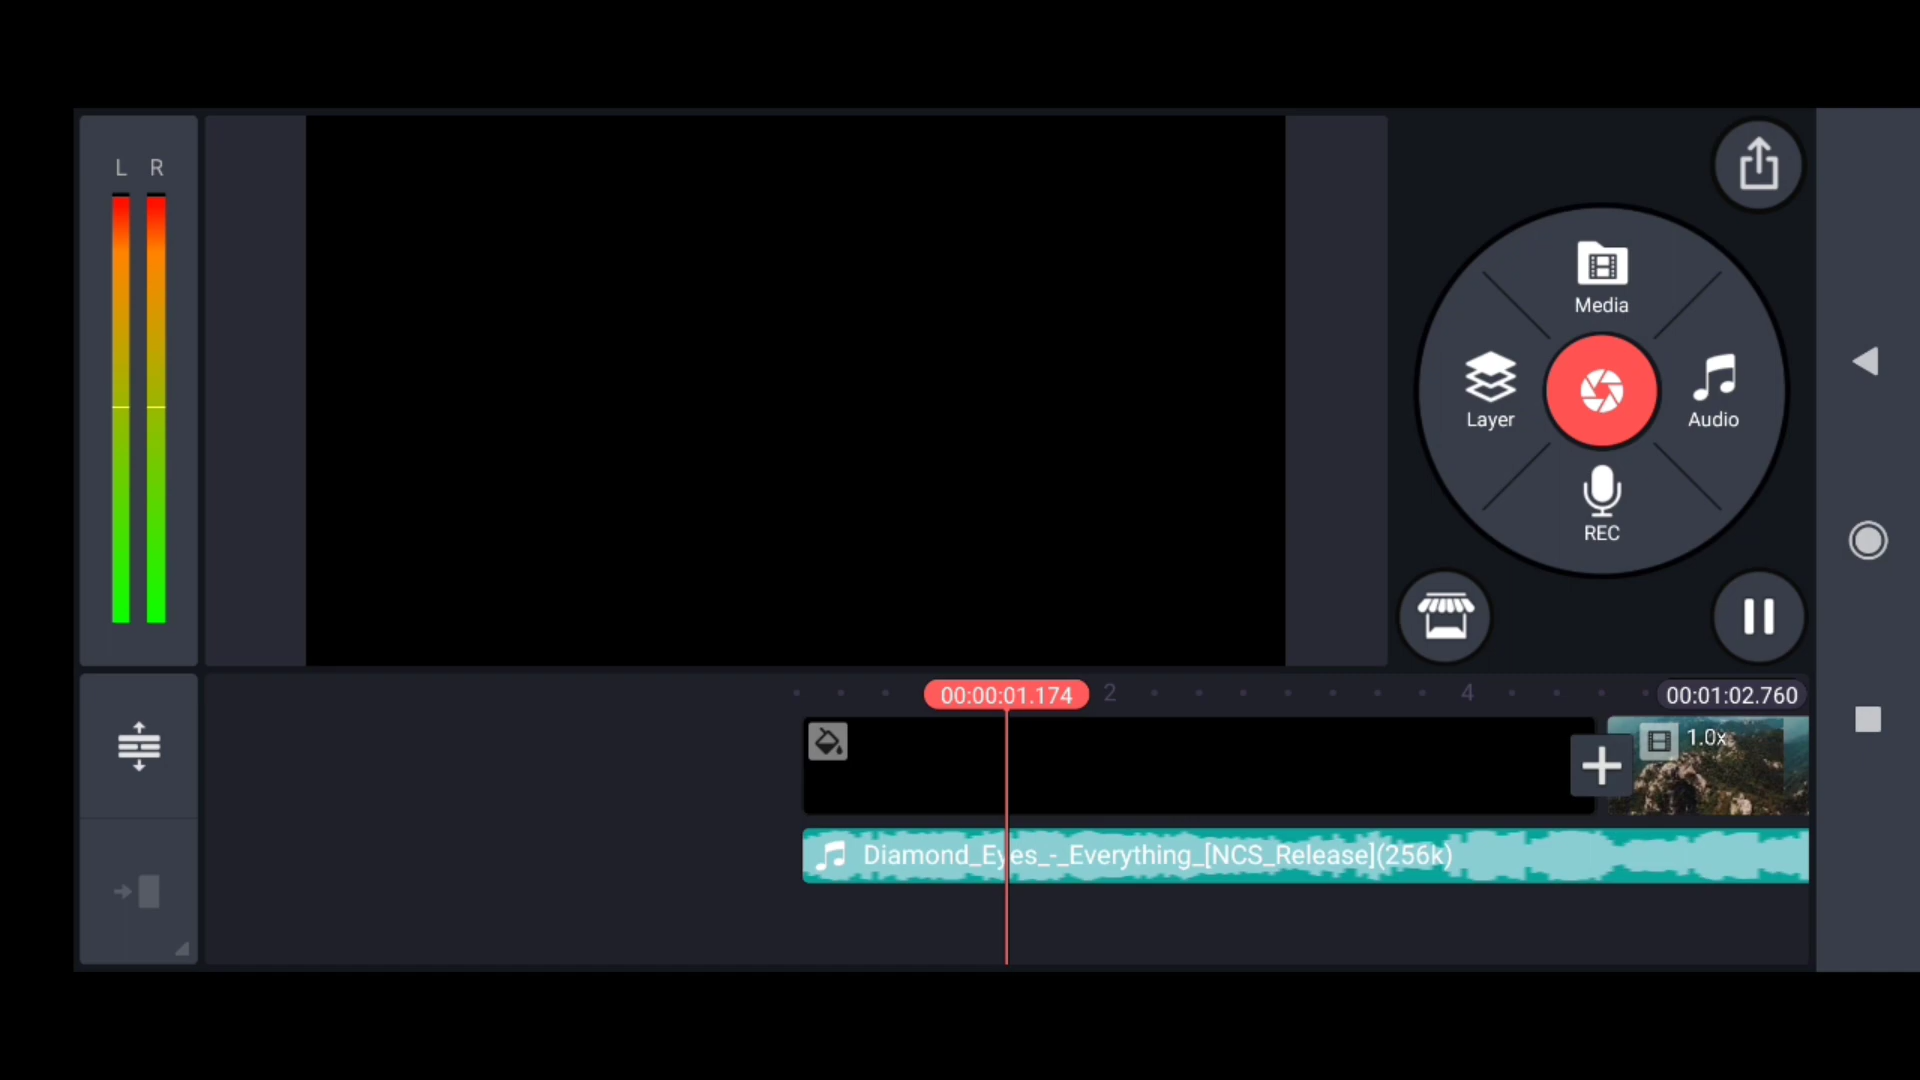 L R
Media
Layer
Audio
REC
00:00:01.174
2
4
00:01:02.760
1.0x
Diamond_Eyes_-_Everything_[NCS_Release](256k)